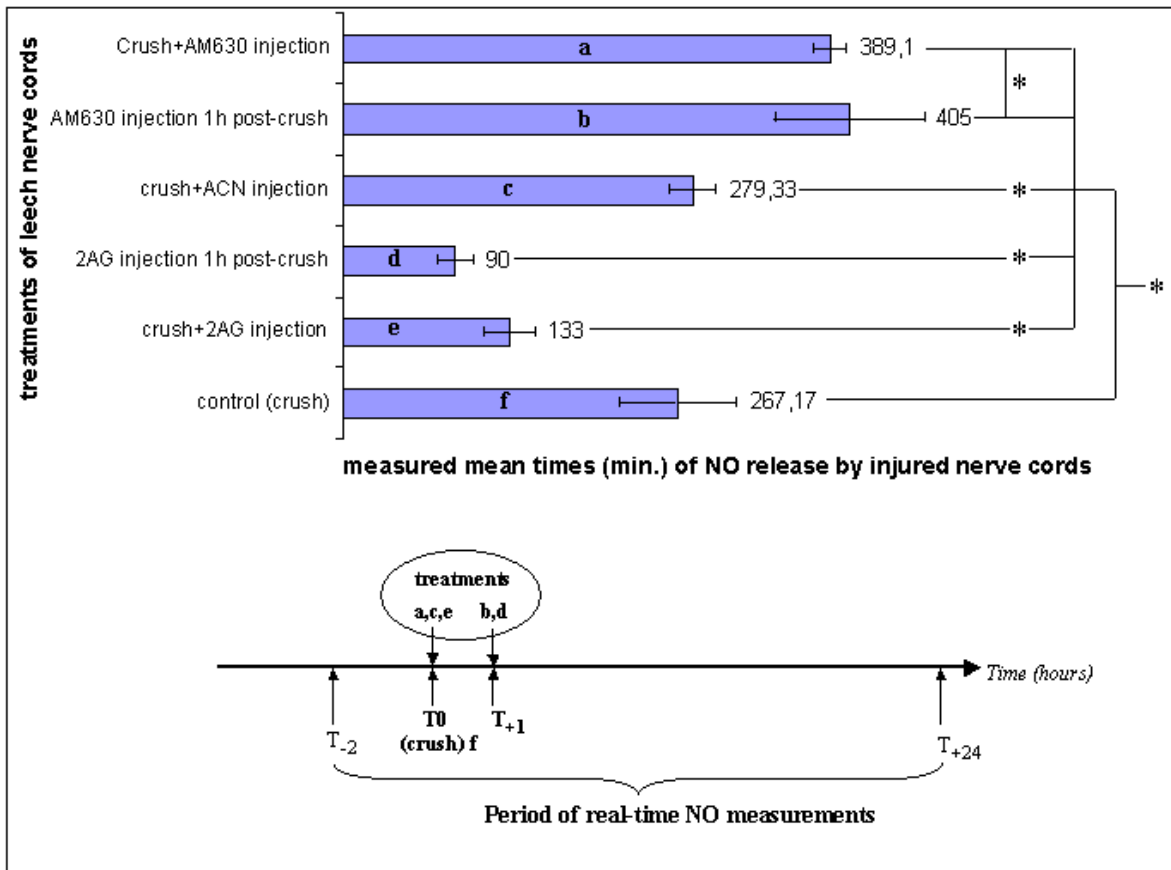 treatments of leech nerve cords
Crush+AM630 injection
a
389,1
*
AM630 injection 1h post-crush
b
405
crush+ACN injection
c
279,33
*
2AG injection 1h post-crush
d
90
*
*
crush+2AG injection
e
133
*
control (crush)
f
267,17
measured mean times (min.) of NO release by injured nerve cords
treatments
a,c,e b,d
Time (hours)
T-2
T0
(crush) f
T+1
T+24
Period of real-time NO measurements